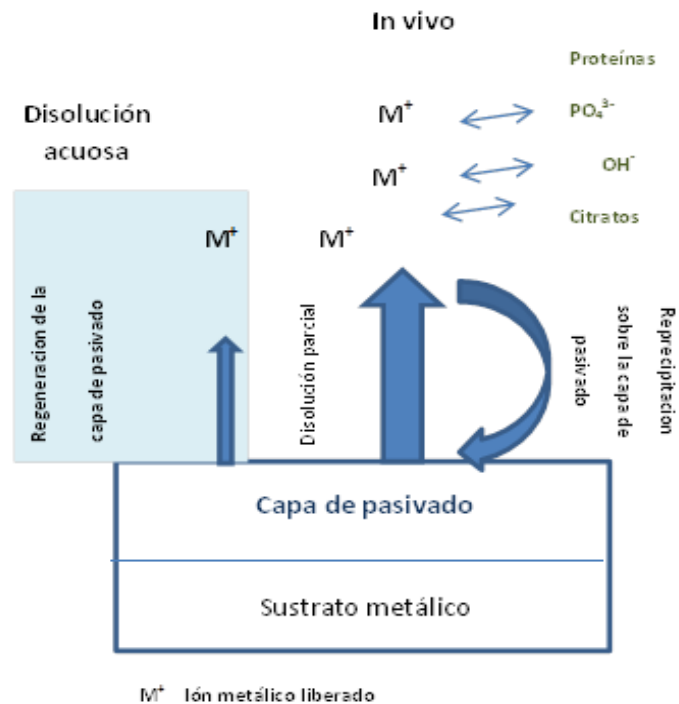 In vivo
Proteínas
Disolución
acuosa
M⁺
PO₄³⁻
M⁺
OH⁻
Citratos
M⁺
M⁺
Regeneracion de la
capa de pasivado
Disolución parcial
Reprecipitacion
sobre la capa de
pasivado
Capa de pasivado
Sustrato metálico
M⁺ Ión metálico liberado